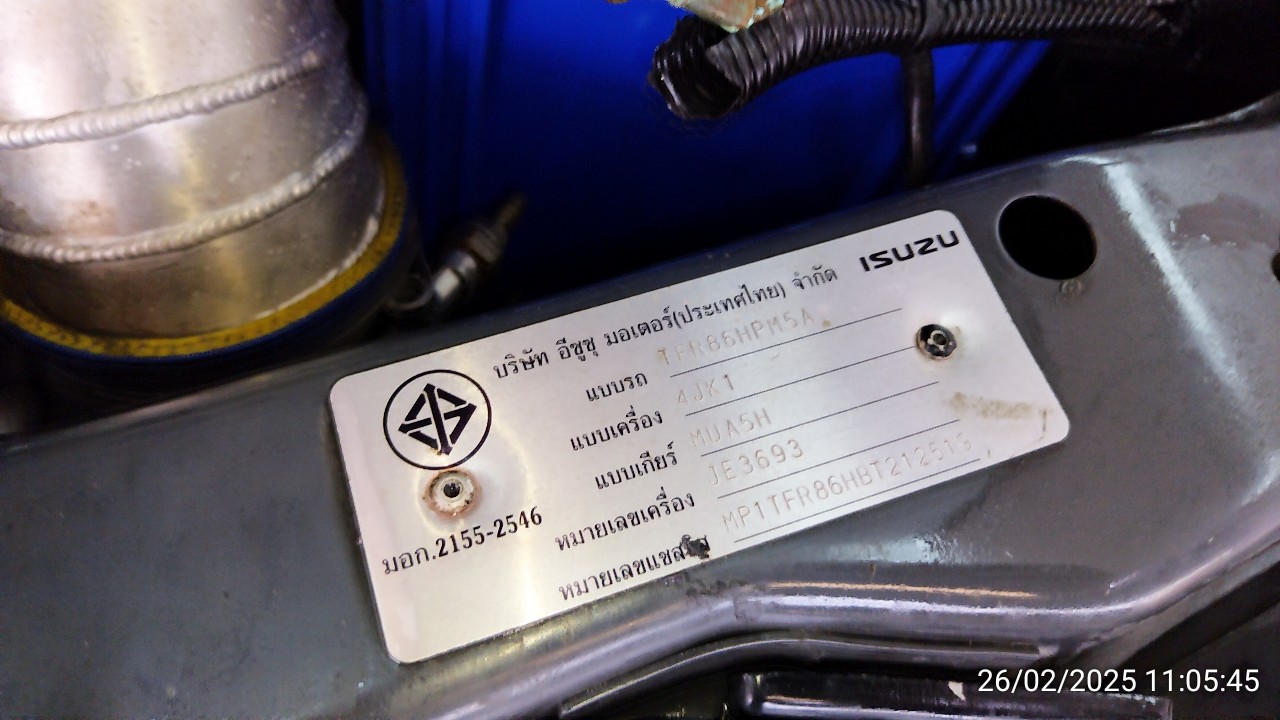 ISUZU
บริษัท อีซูซุ มอเตอร์(ประเทศไทย) จำกัด
แบบรถ TFR86HPM5A
แบบเครื่อง 4JK1
แบบเกียร์ MUA5H
หมายเลขเครื่อง JE3693
หมายเลขแชสซีส MP1TFR86HBT212516
มอก.2155-2546
26/02/2025 11:05:45